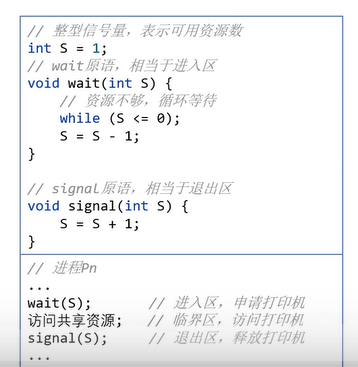 // 整型信号量，表示可用资源数
int S = 1;
// wait原语，相当于进入区
void wait(int S) {
// 资源不够，循环等待
while (S <= 0);
S = S - 1;
}
// signal原语，相当于退出区
void signal(int S) {
S = S + 1;
}
// 进程Pn
...
wait(S); // 进入区，申请打印机
访问共享资源; // 临界区，访问打印机
signal(S); // 退出区，释放打印机
...